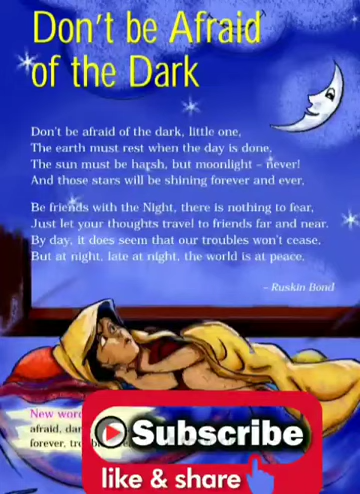 Don't be Afraid
of the Dark
Don't be afraid of the dark, little one,
The earth must rest when the day is done,
The sun must be harsh, but moonlight – never!
And those stars will be shining forever and ever,
Be friends with the Night, there is nothing to fear,
Just let your thoughts travel to friends far and near.
By day, it does seem that our troubles won't cease,
But at night, late at night, the world is at peace.
– Ruskin Bond
New
afraid,
forever,
Subscribe
like & share